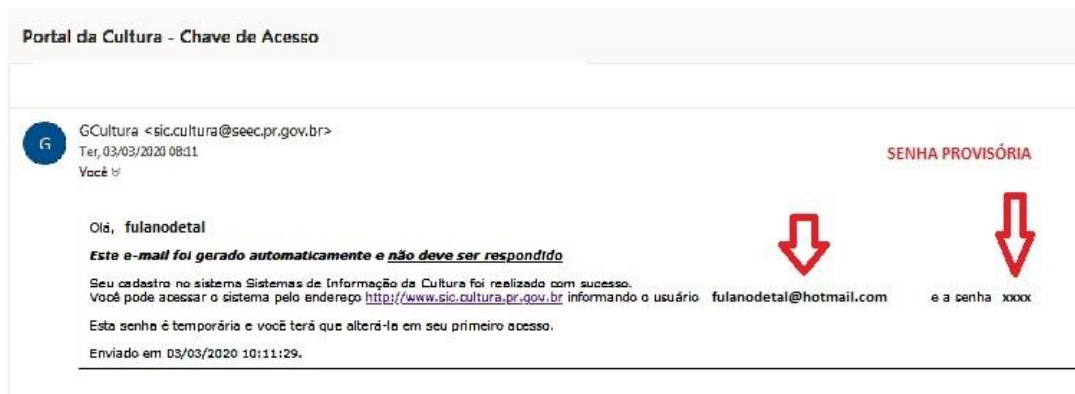 Portal da Cultura - Chave de Acesso
G
GCultura <sic.cultura@seec.pr.gov.br>
Ter, 03/03/2020 08:11
Você
SENHA PROVISÓRIA
Olá, fulanodetal
Este e-mail foi gerado automaticamente e não deve ser respondido
Seu cadastro no sistema Sistemas de Informação da Cultura foi realizado com sucesso.
Você pode acessar o sistema pelo endereço http://www.sic.cultura.pr.gov.br informando o usuário fulanodetal@hotmail.com e a senha xxxx
Esta senha é temporária e você terá que alterá-la em seu primeiro acesso.
Enviado em 03/03/2020 10:11:29.